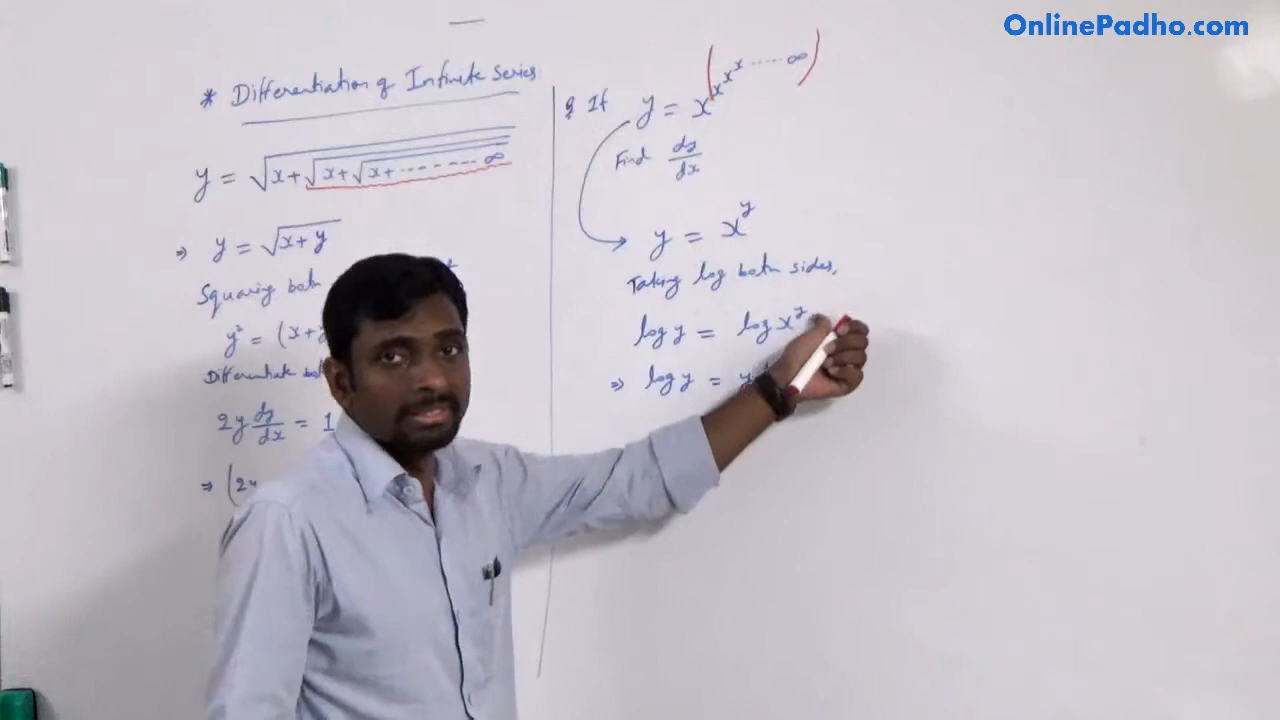 OnlinePadho.com
* Differentiation of Infinite Series
y = √x+√x+√x+....... ∞
⇒ y = √x+y
Squaring both
y² = (x+
Differentiate bot
2y dy/dx = 1
⇒ (2y
Q If y = x^x^x^x.....∞
Find dy/dx
y = x^y
Taking log both sides,
log y = log x^y
⇒ log y = y